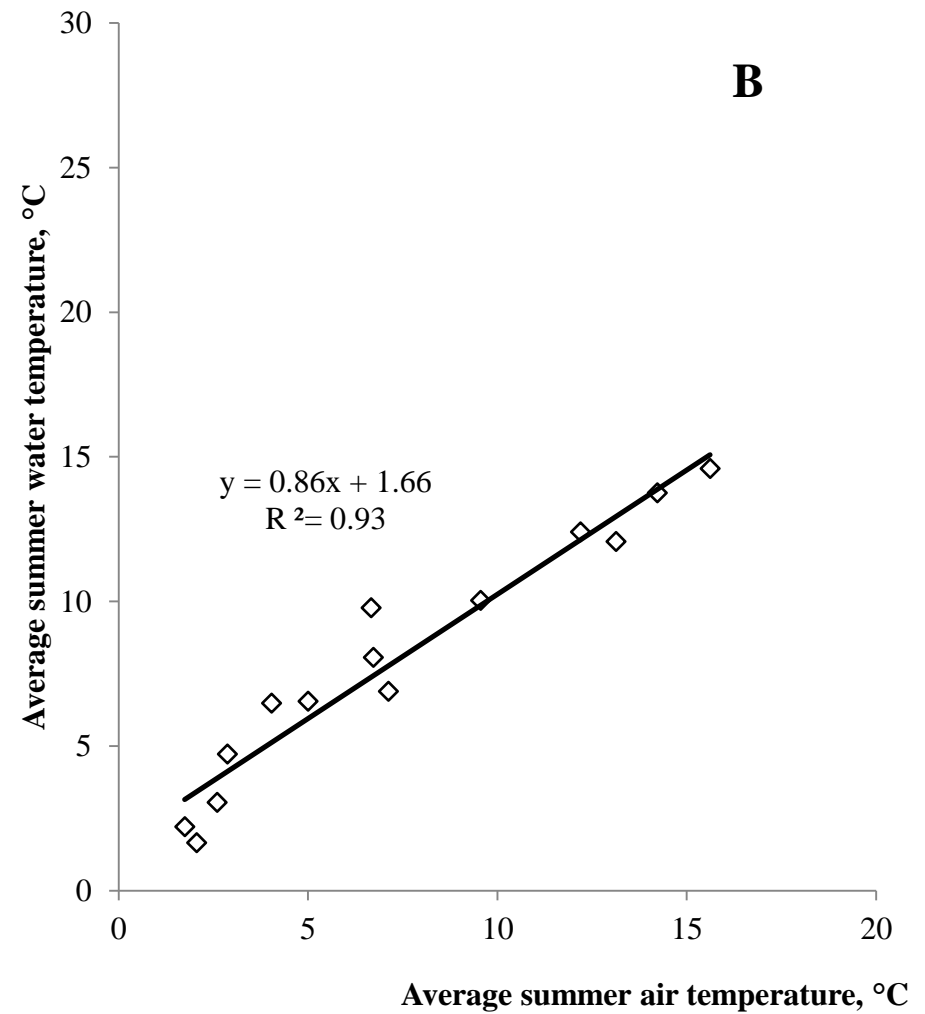 B
30
25
20
15
10
5
0
Average summer water temperature, °C
y = 0.86x + 1.66
R ²= 0.93
0 5 10 15 20
Average summer air temperature, °C